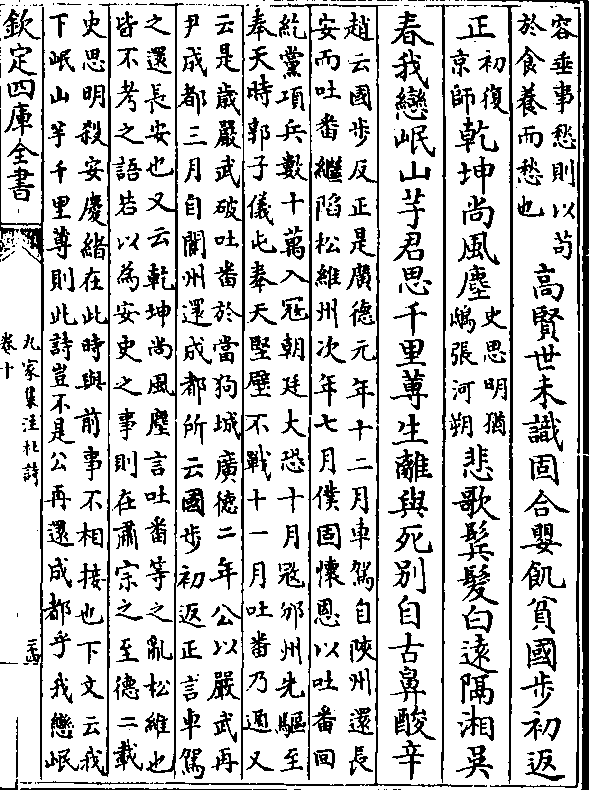 容垂事愁則以苟
於食養而愁也
高賢世未識固合嬰飢貧國步初返
正
初復
京師
乾坤尚風塵
史思明猶
鴟張河朔
悲歌鬂髮白遠隔湘吳
春我戀岷山芋君思千里蓴生離與死別自古鼻酸辛
趙云國步反正是廣德元年十二月車駕自陜州還長
安而吐番繼陷松維州次年七月僕固懷恩以吐番回
紇黨項兵數十萬入冦朝廷大恐十月冦邠州先驅至
奉天時郭子儀屯奉天堅壁不戰十一月吐番乃遁又
云是歲嚴武破吐畨於當狗城廣德二年公以嚴武再
尹成都三月自閬州還成都所云國步初返正言車駕
之還長安也又云乾坤尚風塵言吐番等之亂松維也
皆不考之語若以為安史之事則在肅宗之至德二載
史思明殺安慶緒在此時與前事不相接也下文云我
下岷山芋千里蓴則此詩豈不是公再還成都乎我戀岷
欽定四庫全書
九家集注杜詩
卷十